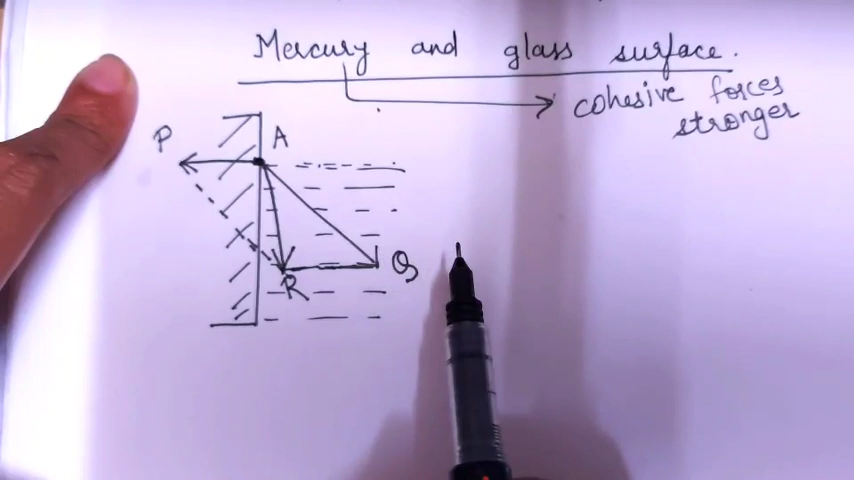 Mercury and glass surface.
cohesive forces
stronger
P
A
Q
R